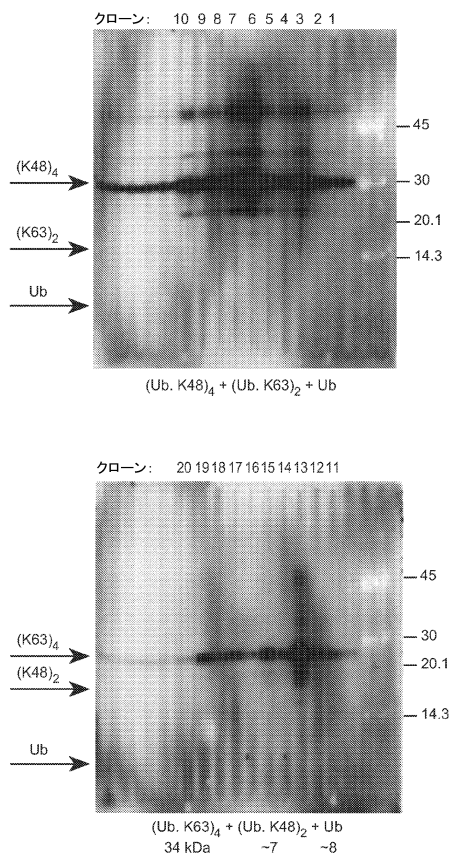 クローン: 10 9 8 7 6 5 4 3 2 1
(K48)4
(K63)2
Ub
45
30
20.1
14.3
(Ub. K48)4 + (Ub. K63)2 + Ub
クローン: 20 19 18 17 16 15 14 13 12 11
(K63)4
(K48)2
Ub
45
30
20.1
14.3
(Ub. K63)4 + (Ub. K48)2 + Ub
34 kDa ~7 ~8